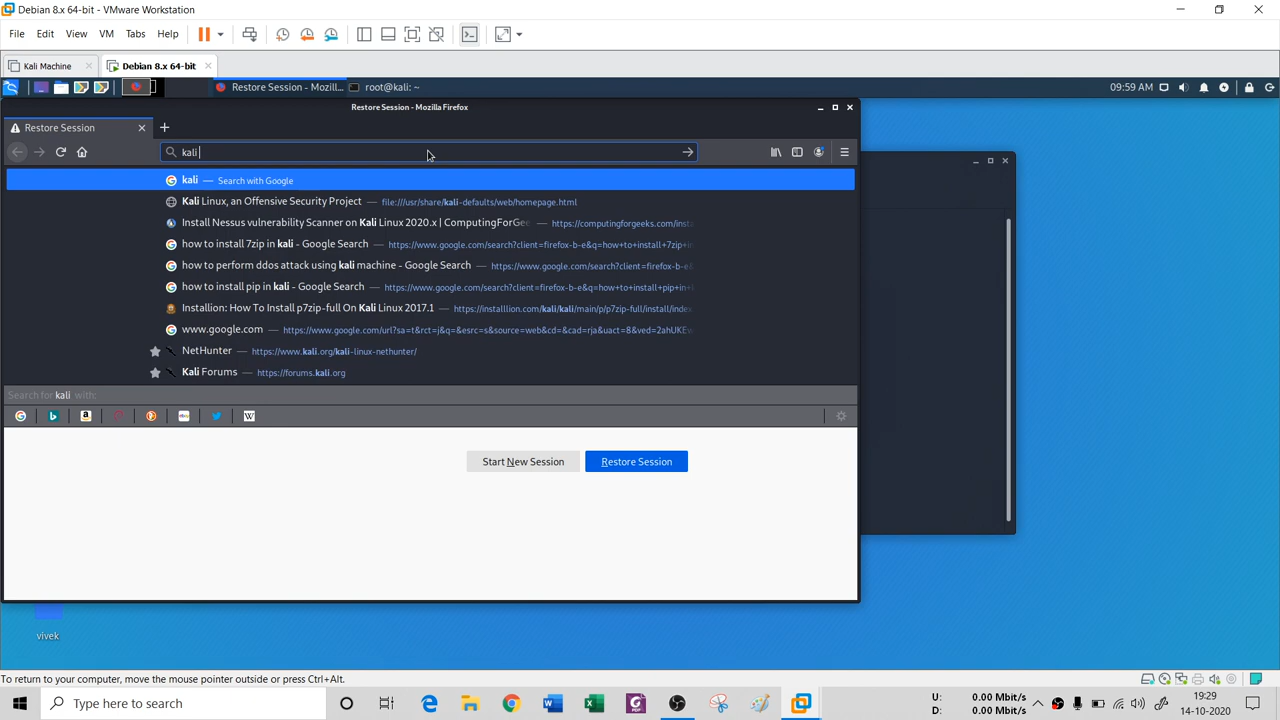 Debian 8.x 64-bit - VMware Workstation
File Edit View VM Tabs Help
Kali Machine Debian 8.x 64-bit
Restore Session - Mozill... root@kali: ~ 09:59 AM
Restore Session - Mozilla Firefox
Restore Session
kali
kali — Search with Google
Kali Linux, an Offensive Security Project — file:///usr/share/kali-defaults/web/homepage.html
Install Nessus vulnerability Scanner on Kali Linux 2020.x | ComputingForGee — https://computingforgeeks.com/insta
how to install 7zip in kali - Google Search — https://www.google.com/search?client=firefox-b-e&q=how+to+install+7zip+in
how to perform ddos attack using kali machine - Google Search — https://www.google.com/search?client=firefox-b-e&
how to install pip in kali - Google Search — https://www.google.com/search?client=firefox-b-e&q=how+to+install+pip+in
Installion: How To Install p7zip-full On Kali Linux 2017.1 — https://installlion.com/kali/kali/main/p/p7zip-full/install/index
www.google.com — https://www.google.com/url?sa=t&rct=j&q=&esrc=s&source=web&cd=&cad=rja&uact=8&ved=2ahUKE
NetHunter — https://www.kali.org/kali-linux-nethunter/
Kali Forums — https://forums.kali.org
Search for kali with:
Start New Session Restore Session
vivek
To return to your computer, move the mouse pointer outside or press Ctrl+Alt.
Type here to search
U: 0.00 Mbit/s
D: 0.00 Mbit/s
19:29
14-10-2020